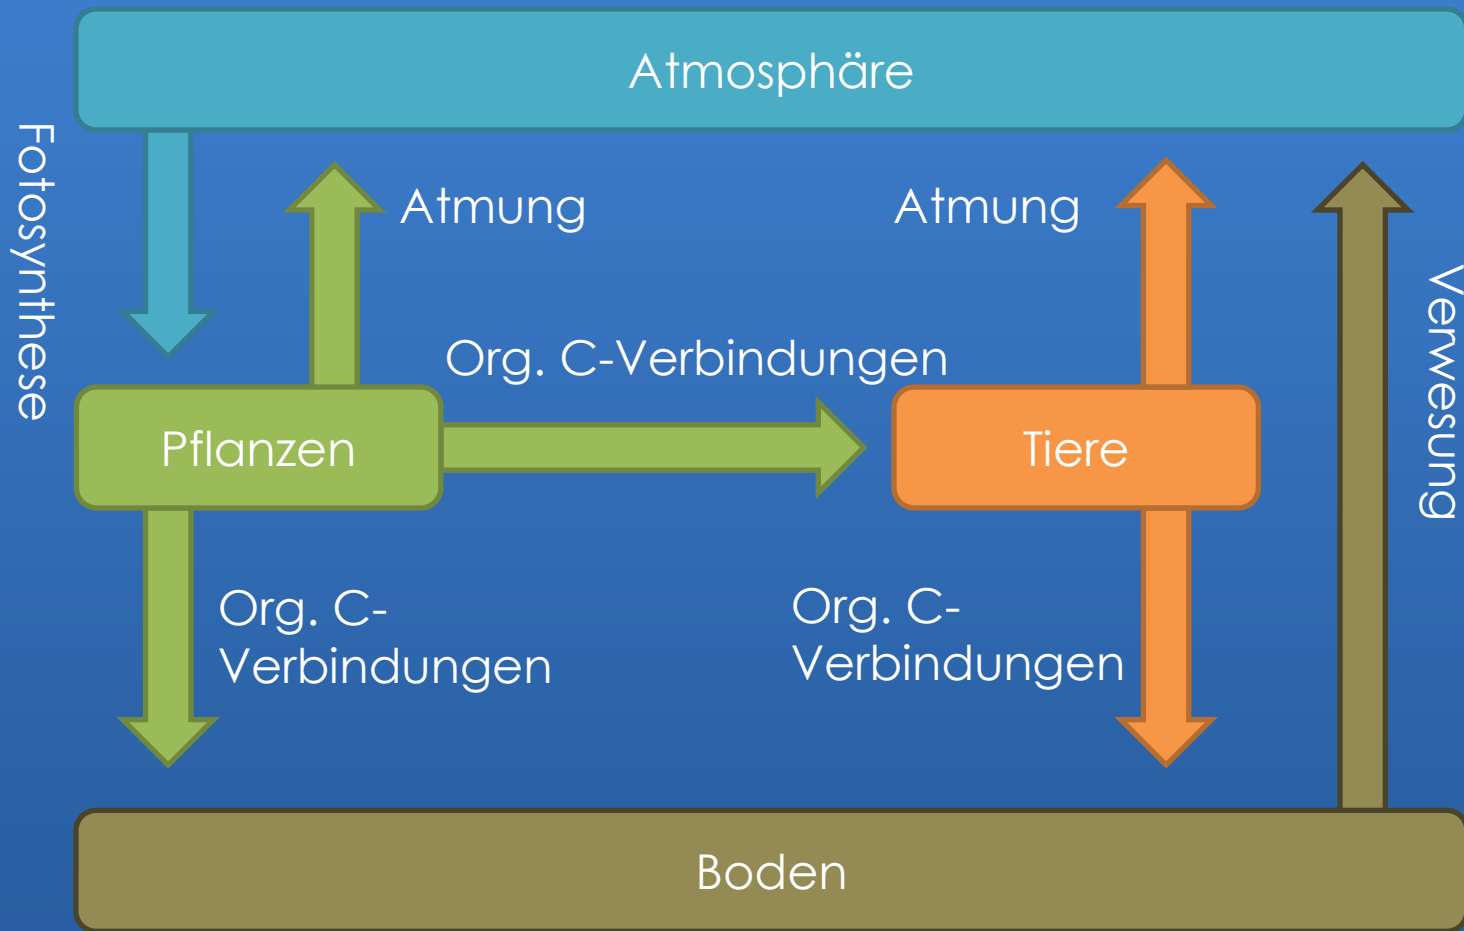 Atmosphäre
Fotosynthese
Atmung
Atmung
Verwesung
Org. C-Verbindungen
Pflanzen
Tiere
Org. C-
Verbindungen
Org. C-
Verbindungen
Boden